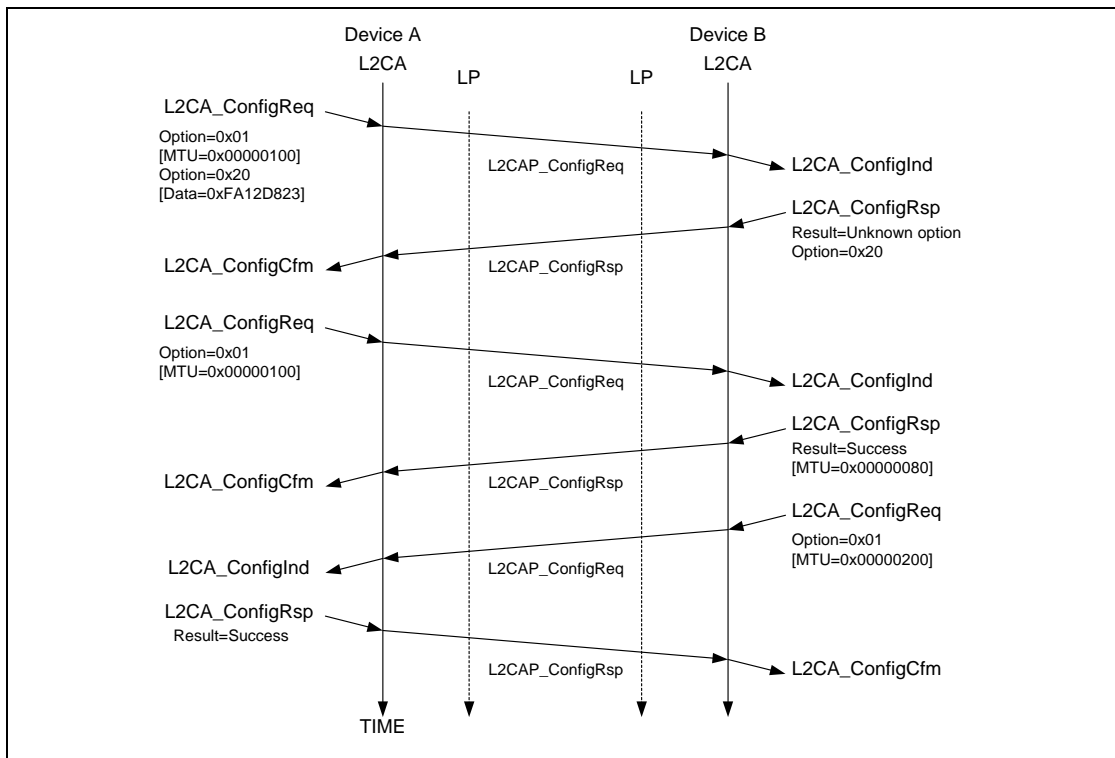 Device A
Device B
L2CA
LP
LP
L2CA
L2CA_ConfigReq
Option=0x01
[MTU=0x00000100]
Option=0x20
[Data=0xFA12D823]
L2CAP_ConfigReq
L2CA_ConfigInd
L2CA_ConfigRsp
Result=Unknown option
Option=0x20
L2CAP_ConfigRsp
L2CA_ConfigCfm
L2CA_ConfigReq
Option=0x01
[MTU=0x00000100]
L2CAP_ConfigReq
L2CA_ConfigInd
L2CA_ConfigRsp
Result=Success
[MTU=0x00000080]
L2CAP_ConfigRsp
L2CA_ConfigCfm
L2CA_ConfigReq
Option=0x01
[MTU=0x00000200]
L2CAP_ConfigReq
L2CA_ConfigInd
L2CA_ConfigRsp
Result=Success
L2CAP_ConfigRsp
L2CA_ConfigCfm
TIME